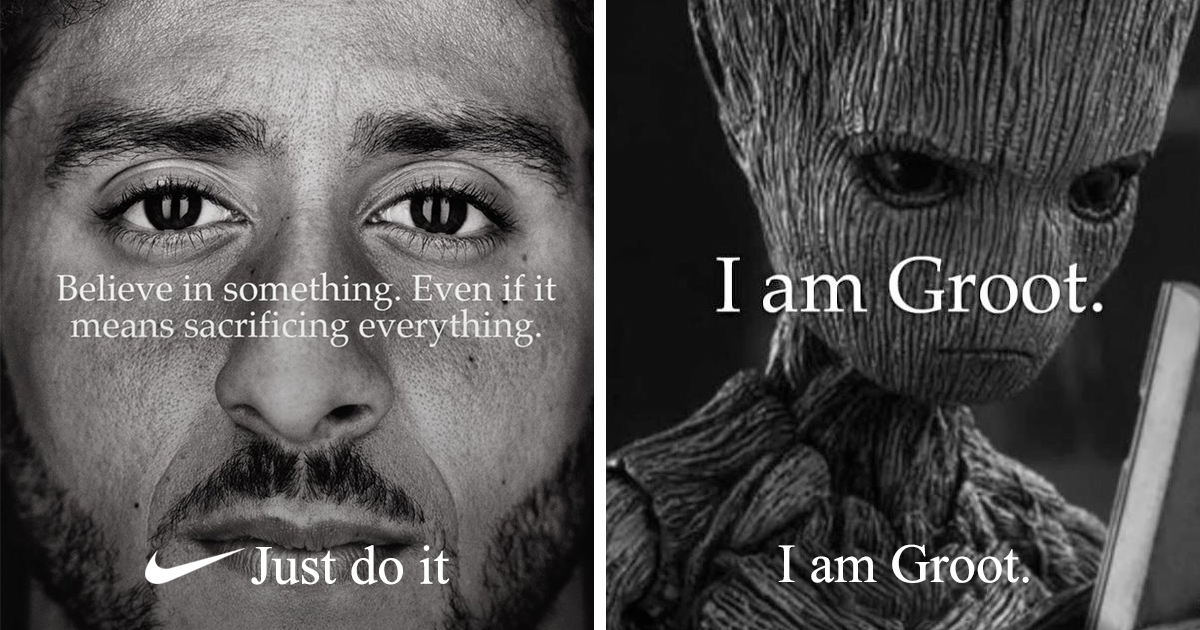 Believe in something. Even if it
means sacrificing everything.
Just do it
I am Groot.
I am Groot.